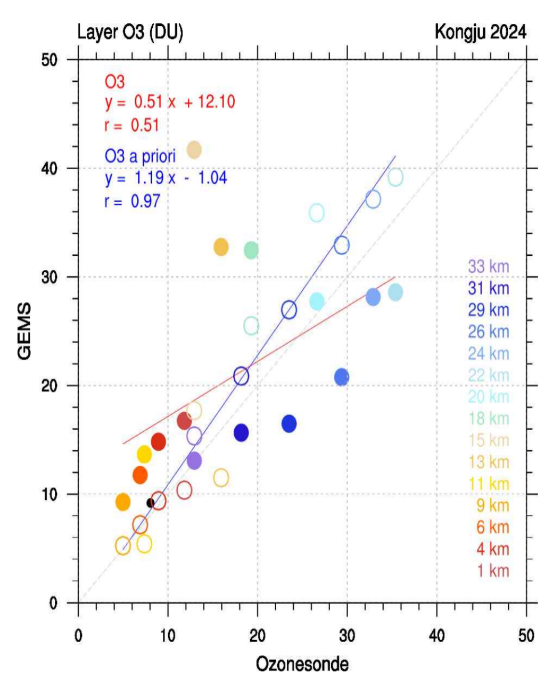 Layer O3 (DU) Kongju 2024
O3
y = 0.51 x + 12.10
r = 0.51
O3 a priori
y = 1.19 x - 1.04
r = 0.97
50
40
30
20
10
0
GEMS
33 km
31 km
29 km
26 km
24 km
22 km
20 km
18 km
15 km
13 km
11 km
9 km
6 km
4 km
1 km
0 10 20 30 40 50
Ozonesonde